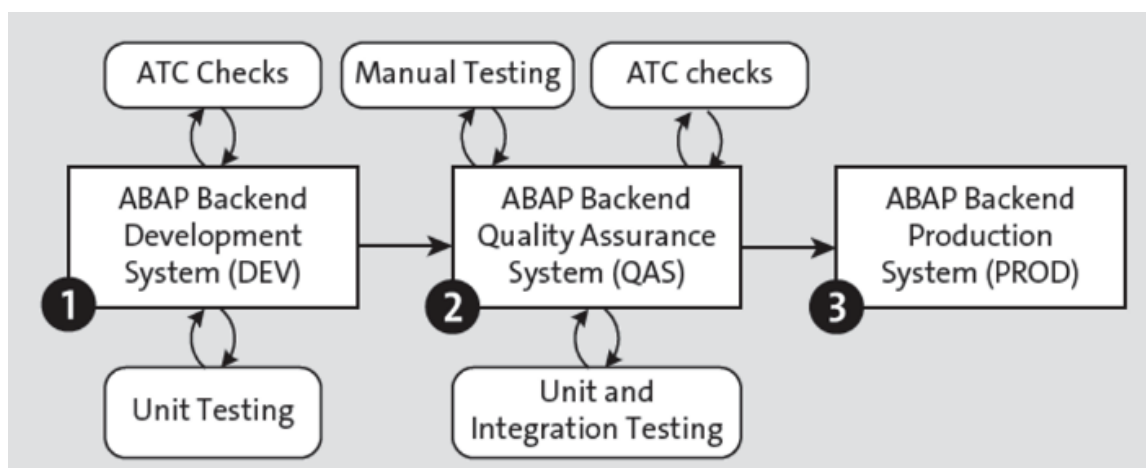 ATC Checks
Manual Testing
ATC checks
ABAP Backend
Development
System (DEV)
1
ABAP Backend
Quality Assurance
System (QAS)
2
ABAP Backend
Production
System (PROD)
3
Unit Testing
Unit and
Integration Testing